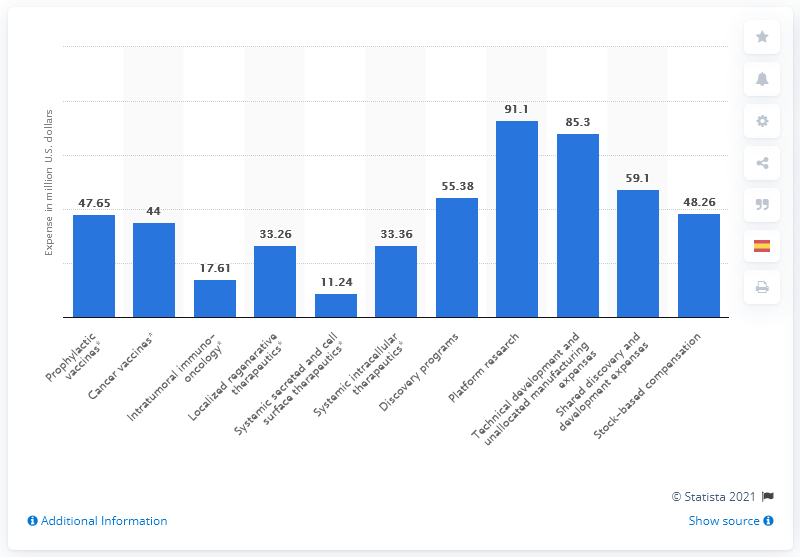 Expense in million U.S. dollars
47.65
44
17.61
33.26
11.24
33.36
55.38
91.1
85.3
59.1
48.26
Prophylactic
vaccines*
Cancer vaccines*
Intratumoral immuno-
oncology*
Localized regenerative
therapeutics*
Systemic secreted and cell
surface therapeutics*
Systemic intracellular
therapeutics*
Discovery programs
Platform research
Technical development and
unallocated manufacturing
expenses
Shared discovery and
development expenses
Stock-based compensation
© Statista 2021
Additional Information
Show source